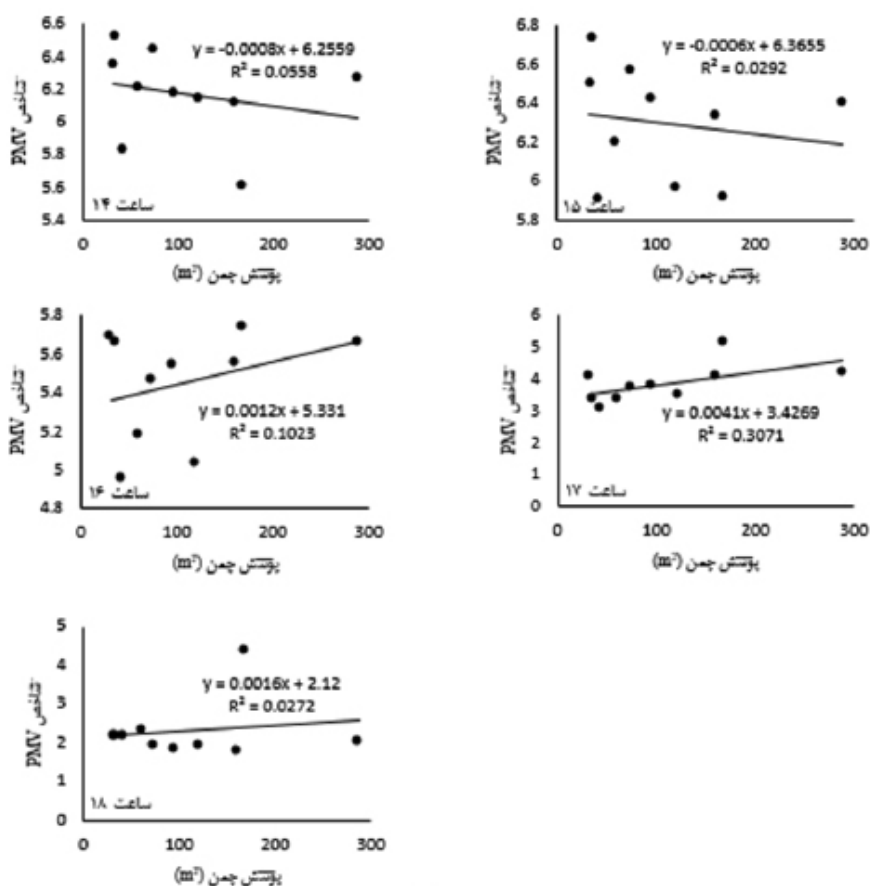 شاخص PMV
6.6
6.4
6.2
6
5.8
5.6
5.4
y = -0.0008x + 6.2559
R² = 0.0558
ساعت ۱۴
0 100 200 300
پوشش چمن (m²)
شاخص PMV
6.8
6.6
6.4
6.2
6
5.8
y = -0.0006x + 6.3655
R² = 0.0292
ساعت ۱۵
0 100 200 300
پوشش چمن (m²)
شاخص PMV
5.8
5.6
5.4
5.2
5
4.8
y = 0.0012x + 5.331
R² = 0.1023
ساعت ۱۶
0 100 200 300
پوشش چمن (m²)
شاخص PMV
6
5
4
3
2
1
0
y = 0.0041x + 3.4269
R² = 0.3071
ساعت ۱۷
0 100 200 300
پوشش چمن (m²)
شاخص PMV
5
4
3
2
1
0
y = 0.0016x + 2.12
R² = 0.0272
ساعت ۱۸
0 100 200 300
پوشش چمن (m²)